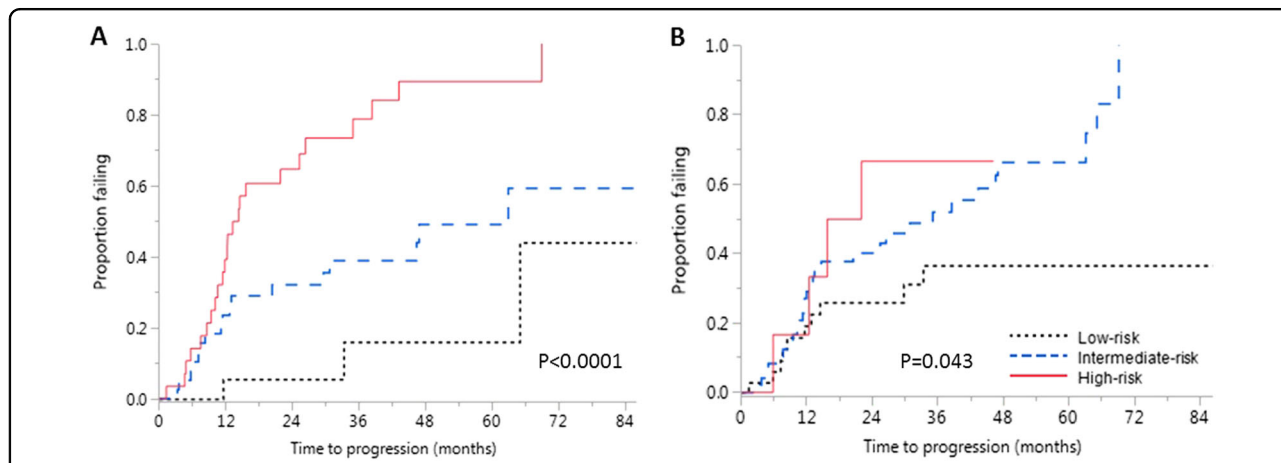 A
Proportion failing
1.0
0.8
0.6
0.4
0.2
0.0
P<0.0001
0 12 24 36 48 60 72 84
Time to progression (months)
B
Proportion failing
1.0
0.8
0.6
0.4
0.2
0.0
P=0.043
Low-risk
Intermediate-risk
High-risk
0 12 24 36 48 60 72 84
Time to progression (months)